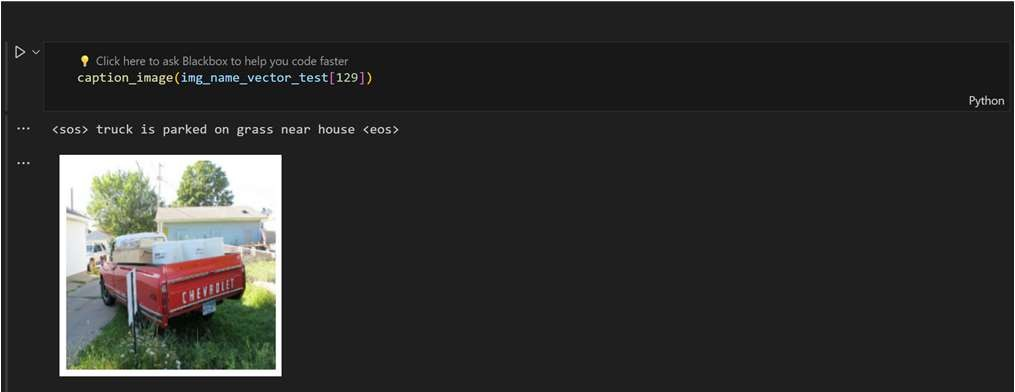 Click here to ask Blackbox to help you code faster
caption_image(img_name_vector_test[129])
Python
<sos> truck is parked on grass near house <eos>
CHEVROLET